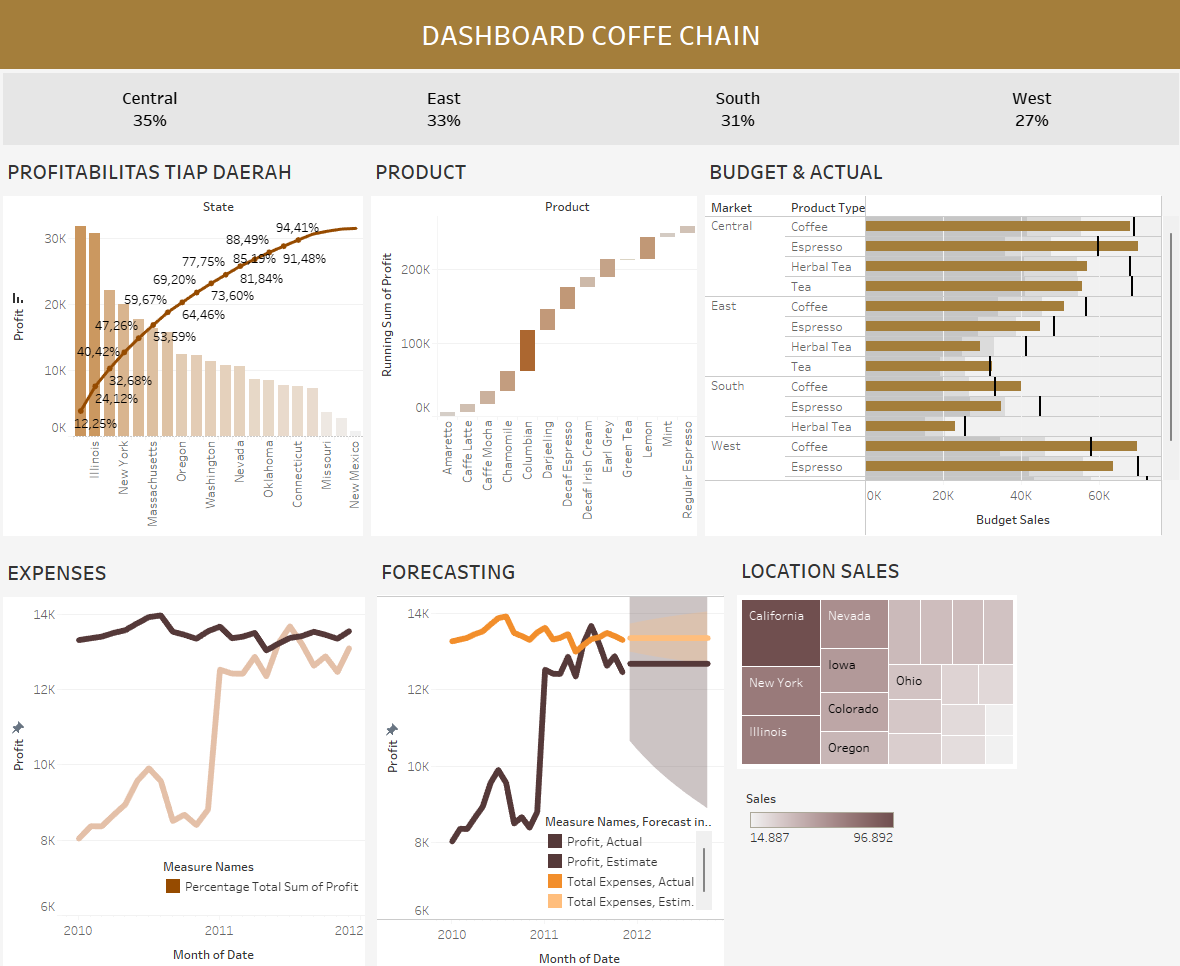 DASHBOARD COFFE CHAIN
Central
35%
East
33%
South
31%
West
27%
PROFITABILITAS TIAP DAERAH
State
Profit
30K
20K
10K
0K
12,25%
24,12%
32,68%
40,42%
47,26%
53,59%
59,67%
64,46%
69,20%
73,60%
77,75%
81,84%
85,19%
88,49%
91,48%
94,41%
Illinois
New York
Massachusetts
Oregon
Washington
Nevada
Oklahoma
Connecticut
Missouri
New Mexico
PRODUCT
Product
Running Sum of Profit
200K
100K
0K
Amaretto
Caffe Latte
Caffe Mocha
Chamomile
Columbian
Darjeeling
Decaf Espresso
Decaf Irish Cream
Earl Grey
Green Tea
Lemon
Mint
Regular Espresso
BUDGET & ACTUAL
Market Product Type
Central Coffee
Espresso
Herbal Tea
Tea
East Coffee
Espresso
Herbal Tea
Tea
South Coffee
Espresso
Herbal Tea
West Coffee
Espresso
0K 20K 40K 60K
Budget Sales
EXPENSES
Profit
14K
12K
10K
8K
6K
Measure Names
Percentage Total Sum of Profit
2010 2011 2012
Month of Date
FORECASTING
Profit
14K
12K
10K
8K
6K
Measure Names, Forecast in..
Profit, Actual
Profit, Estimate
Total Expenses, Actual
Total Expenses, Estim.
2010 2011 2012
Month of Date
LOCATION SALES
California
New York
Illinois
Nevada
Iowa
Colorado
Oregon
Ohio
Sales
14.887 96.892